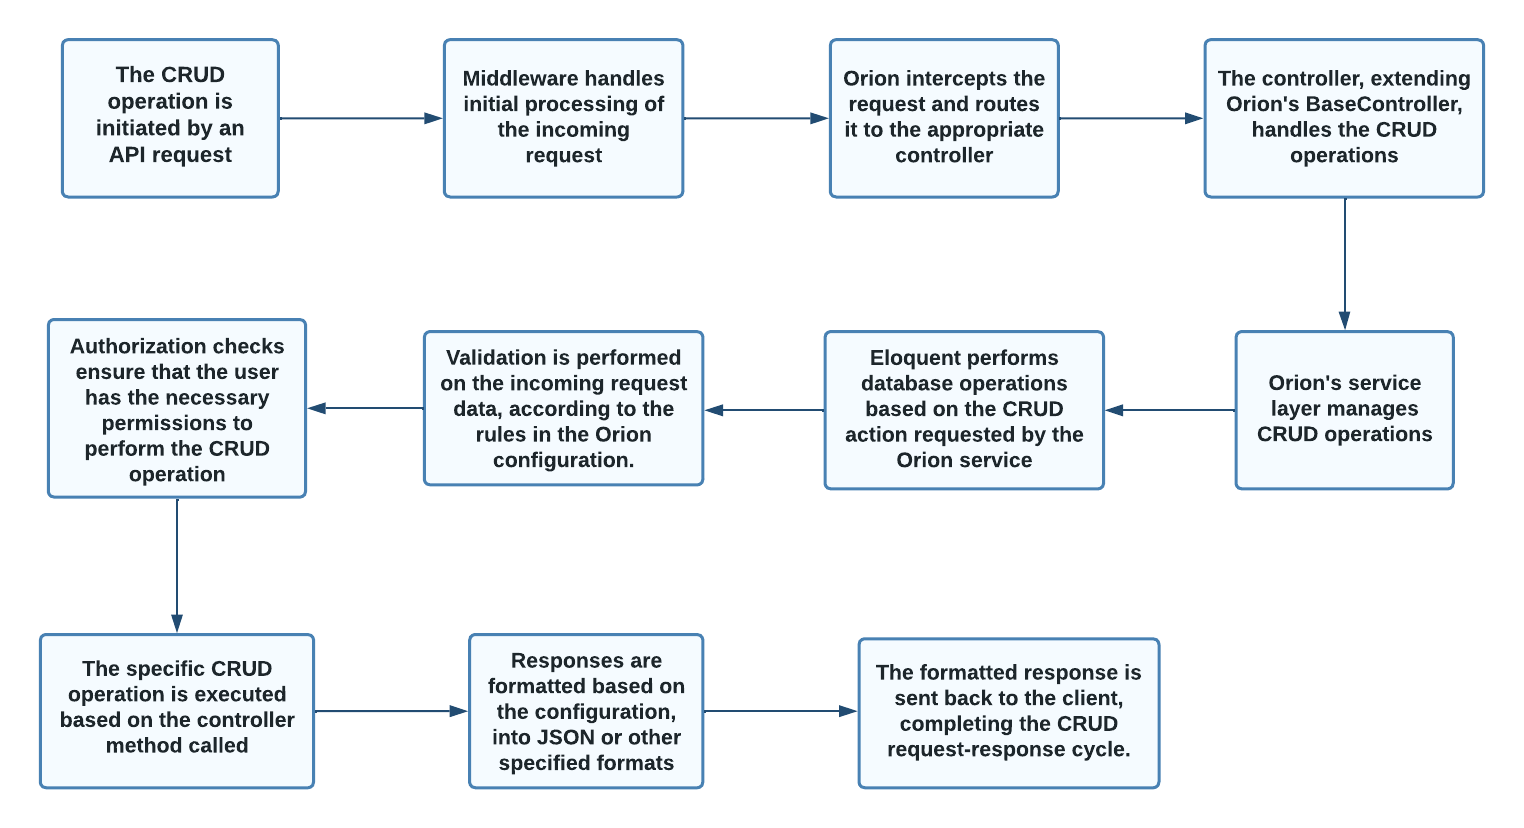 The CRUD
operation is
initiated by an
API request
Middleware handles
initial processing of
the incoming
request
Orion intercepts the
request and routes
it to the appropriate
controller
The controller, extending
Orion's BaseController,
handles the CRUD
operations
Orion's service
layer manages
CRUD operations
Eloquent performs
database operations
based on the CRUD
action requested by the
Orion service
Validation is performed
on the incoming request
data, according to the
rules in the Orion
configuration.
Authorization checks
ensure that the user
has the necessary
permissions to
perform the CRUD
operation
The specific CRUD
operation is executed
based on the controller
method called
Responses are
formatted based on
the configuration,
into JSON or other
specified formats
The formatted response is
sent back to the client,
completing the CRUD
request-response cycle.